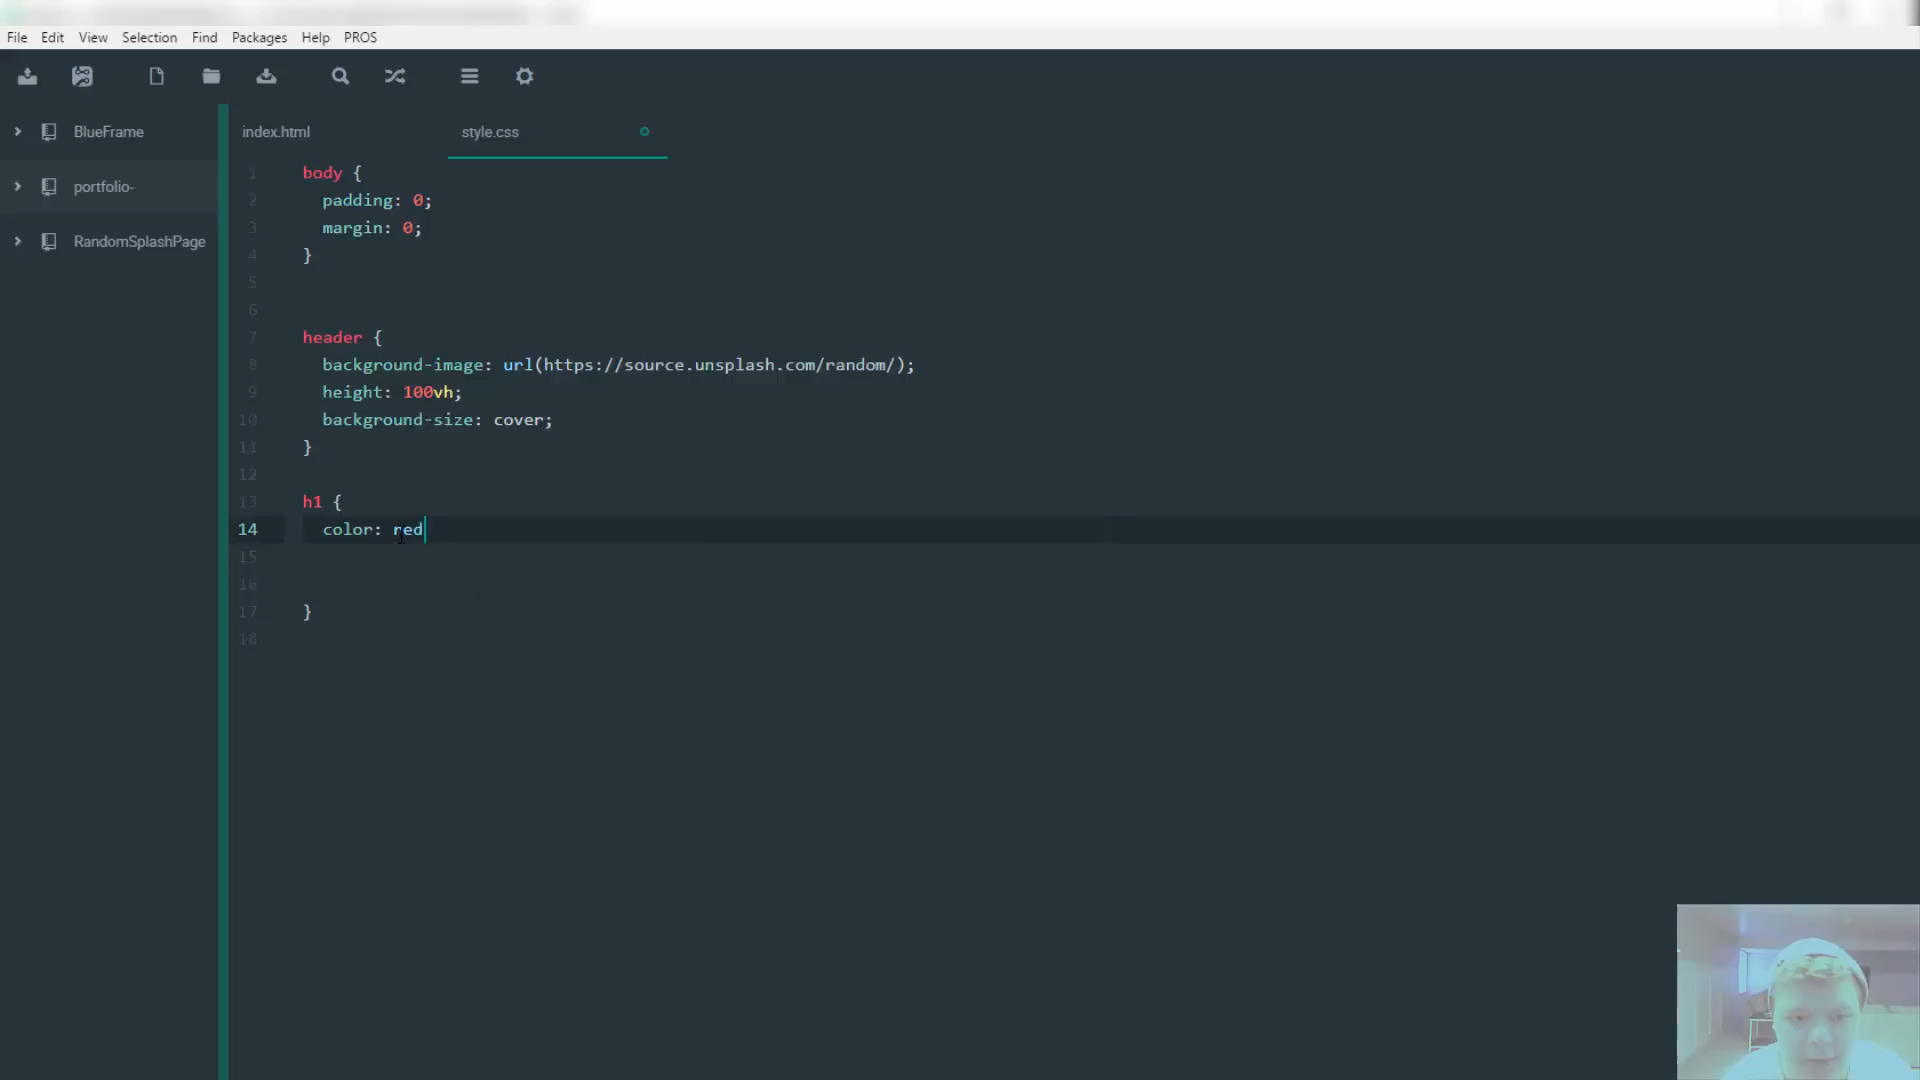 File Edit View Selection Find Packages Help PROS
BlueFrame
portfolio-
RandomSplashPage
index.html
style.css
1 body {
2 padding: 0;
3 margin: 0;
4 }
5
6
7 header {
8 background-image: url(https://source.unsplash.com/random/);
9 height: 100vh;
10 background-size: cover;
11 }
12
13 h1 {
14 color: red
15
16
17 }
18